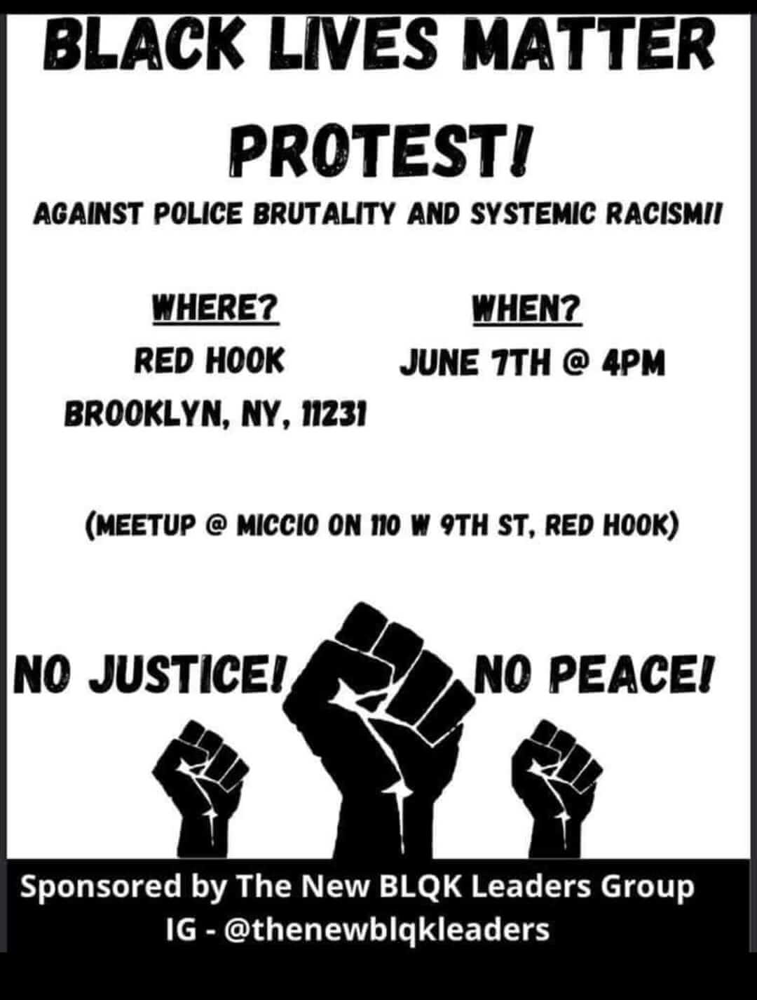 BLACK LIVES MATTER
PROTEST!
AGAINST POLICE BRUTALITY AND SYSTEMIC RACISM!!
WHERE?
RED HOOK
BROOKLYN, NY, 11231
WHEN?
JUNE 7TH @ 4PM
(MEETUP @ MICCIO ON 110 W 9TH ST, RED HOOK)
NO JUSTICE! NO PEACE!
Sponsored by The New BLQK Leaders Group
IG - @thenewblqkleaders